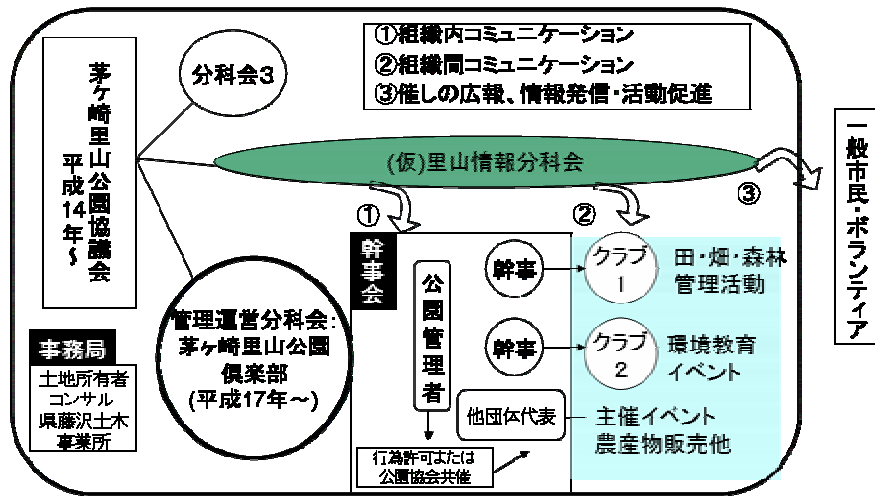 ①組織内コミュニケーション
②組織間コミュニケーション
③催しの広報、情報発信・活動促進
分科会3
茅ヶ崎里山公園協議会
平成14年～
(仮)里山情報分科会
①
②
③
一般市民・ボランティア
幹事会
公園管理者
幹事
クラブ
1
田・畑・森林
管理活動
管理運営分科会：
茅ヶ崎里山公園
倶楽部
(平成17年～)
幹事
クラブ
2
環境教育
イベント
事務局
土地所有者
コンサル
県藤沢土木
事業所
他団体代表
主催イベント
農産物販売他
行為許可または
公園協会共催